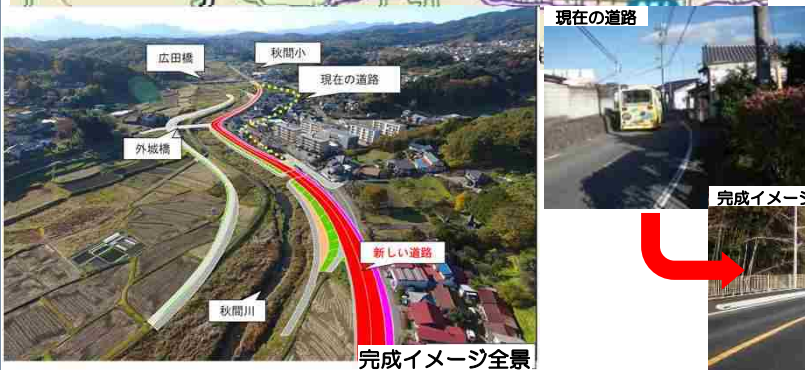 広田橋
秋間小
現在の道路
外城橋
新しい道路
秋間川
完成イメージ全景
現在の道路
完成イメージ